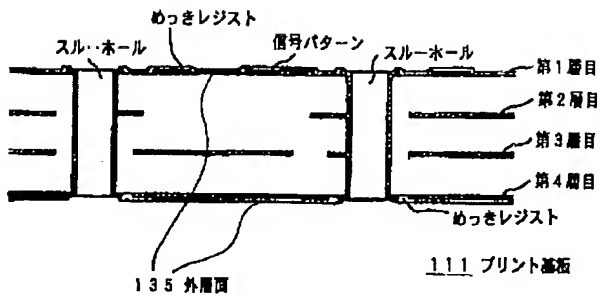 めっきレジスト
信号パターン
スル‥ホール
スルーホール
第1層目
第2層目
第3層目
第4層目
めっきレジスト
135 外層面
111 プリント基板